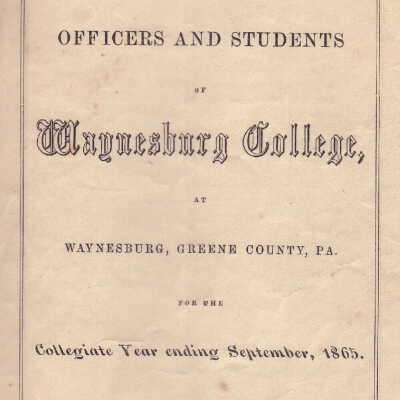 OFFICERS AND STUDENTS
OF
Waynesburg College,
AT
WAYNESBURG, GREENE COUNTY, PA.
FOR THE
Collegiate Year ending September, 1865.